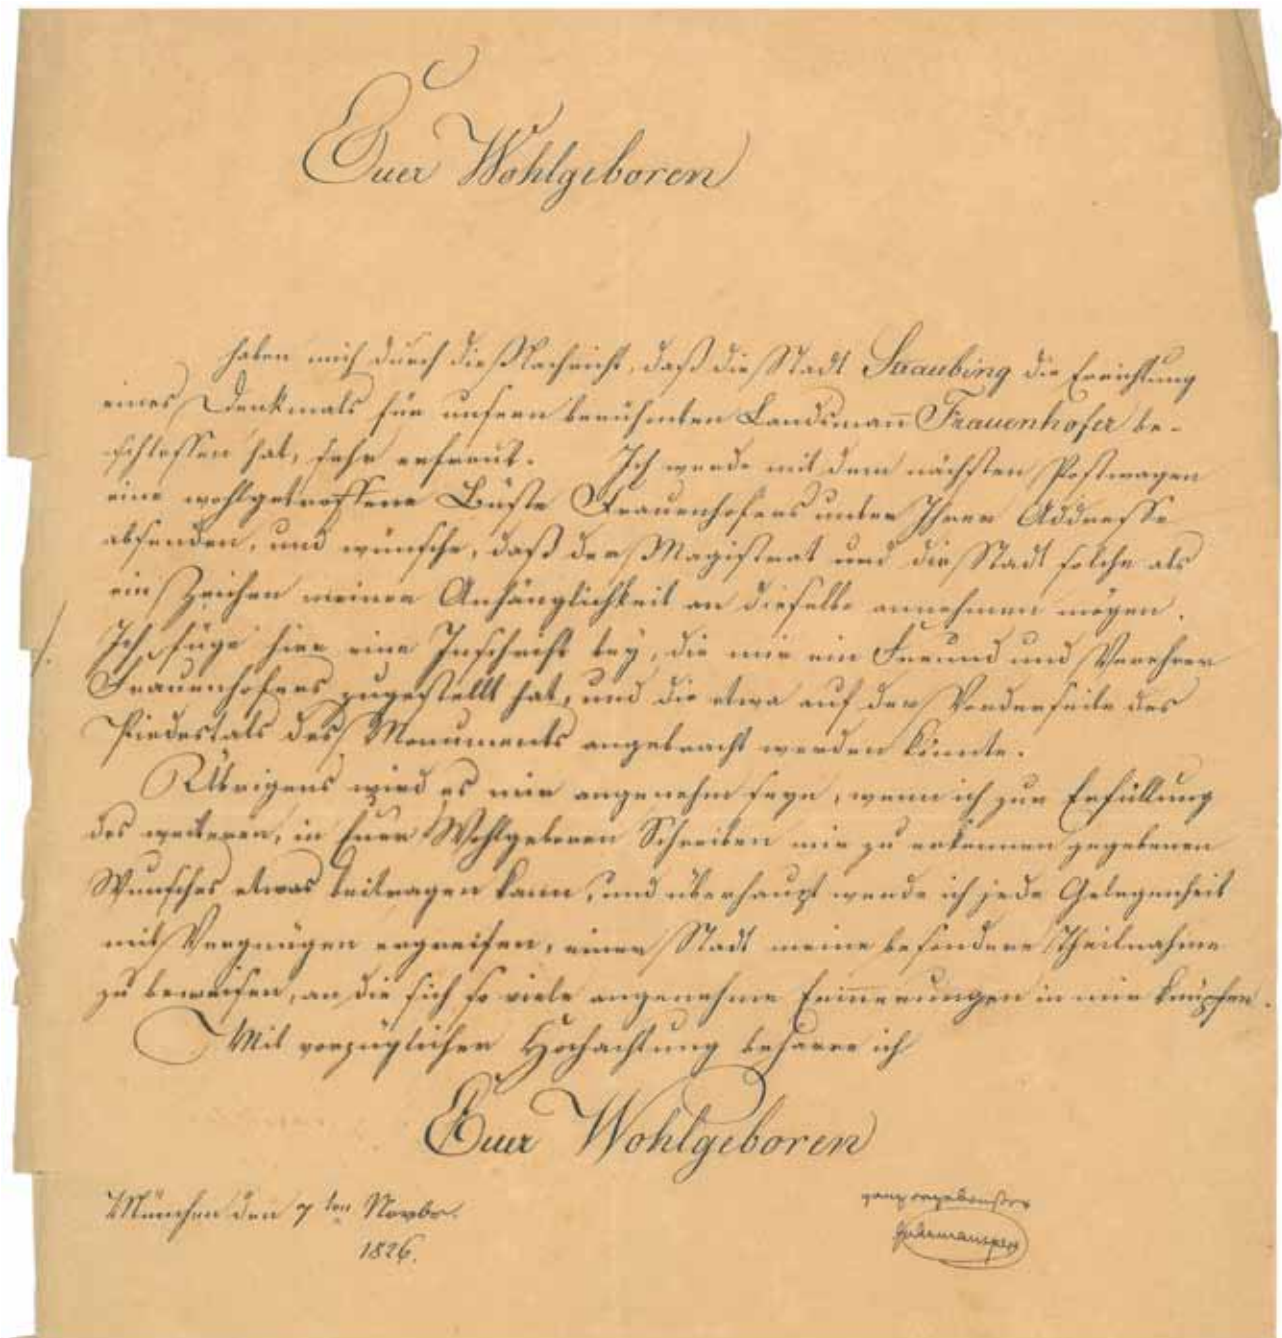 Euer Wohlgeboren
haben mich durch die Nachricht, daß die Stadt Straubing die Errichtung
eines Denkmals für unsern berühmten Landsmann Frauenhofer be-
schlossen hat, sehr erfreut. Ich werde mit dem nächsten Postwagen
eine wohlgetroffene Büste Frauenhofers unter Ihrer Addresse
absenden, und wünsche, daß der Magistrat und die Stadt solche als
ein Zeichen meiner Anhänglichkeit an dieselbe annehmen mögen.
Ich füge hier eine Inschrift bey, die mir ein Freund und Verehrer
Frauenhofers zugestellt hat, und die etwa auf der Vorderseite des
Piedestals des Monuments angebracht werden könnte.
Übrigens wird es mir angenehm seyn, wenn ich zur Erfüllung
des weiteren, in Euer Wohlgeboren Schreiben mir zu erkennen gegebenen
Wunsches etwas beitragen kann, und überhaupt werde ich jede Gelegenheit
mit Vergnügen ergreifen, einer Stadt meine besondere Theilnahme
zu beweisen, an die sich so viele angenehme Erinnerungen in mir knüpfen.
Mit vorzüglicher Hochachtung beharre ich
Euer Wohlgeboren
München den 7ten Novbr.
1826.
ganz ergebenster